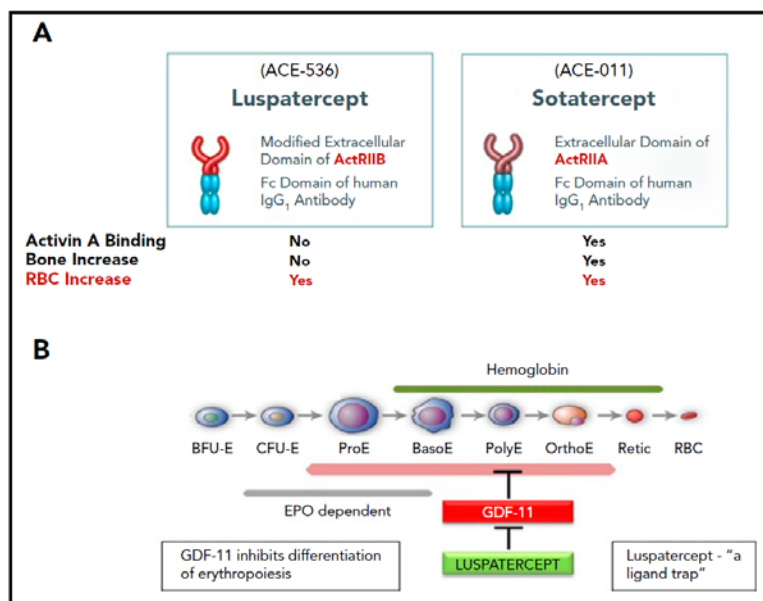 A
(ACE-536)
Luspatercept
Modified Extracellular
Domain of ActRIIB
Fc Domain of human
IgG₁ Antibody
(ACE-011)
Sotatercept
Extracellular Domain of
ActRIIA
Fc Domain of human
IgG₁ Antibody
Activin A Binding No Yes
Bone Increase No Yes
RBC Increase Yes Yes
B
Hemoglobin
BFU-E CFU-E ProE BasoE PolyE OrthoE Retic RBC
EPO dependent
GDF-11
GDF-11 inhibits differentiation
of erythropoiesis
LUSPATERCEPT
Luspatercept - “a
ligand trap”